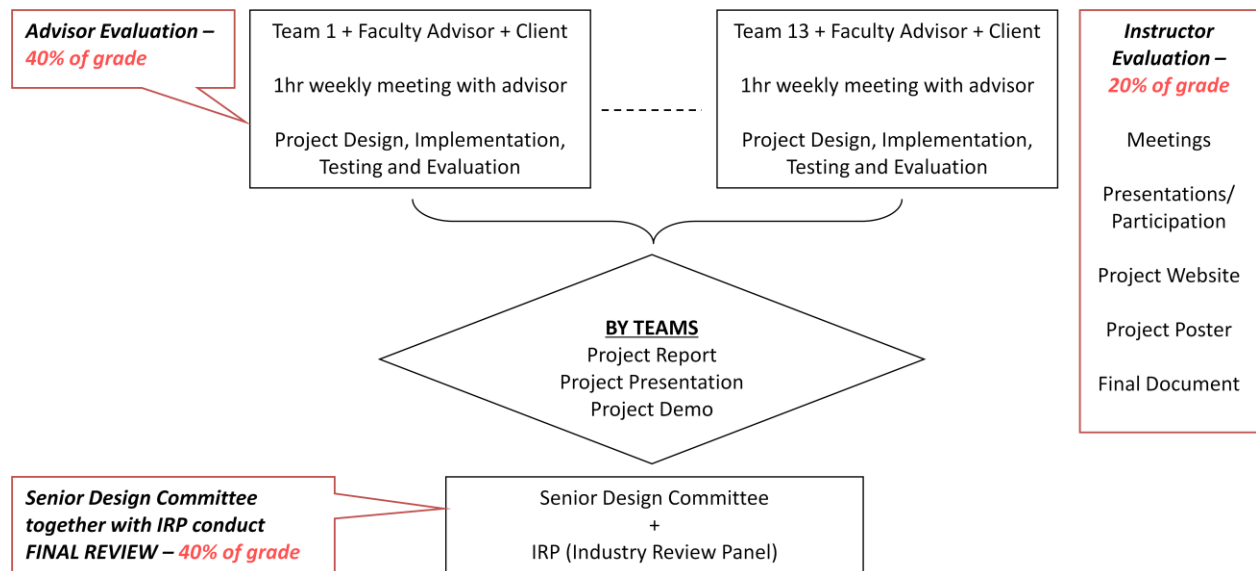 Advisor Evaluation –
40% of grade
Team 1 + Faculty Advisor + Client
1hr weekly meeting with advisor
Project Design, Implementation,
Testing and Evaluation
Team 13 + Faculty Advisor + Client
1hr weekly meeting with advisor
Project Design, Implementation,
Testing and Evaluation
Instructor
Evaluation –
20% of grade
Meetings
Presentations/
Participation
Project Website
Project Poster
Final Document
BY TEAMS
Project Report
Project Presentation
Project Demo
Senior Design Committee
together with IRP conduct
FINAL REVIEW – 40% of grade
Senior Design Committee
+
IRP (Industry Review Panel)